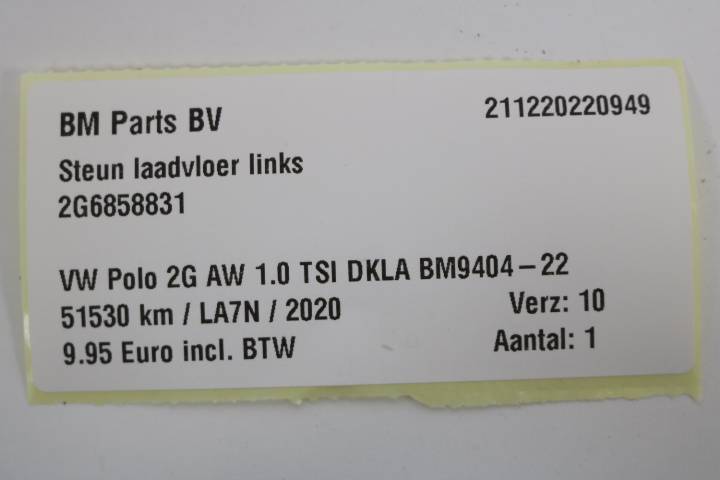 BM Parts BV 211220220949
Steun laadvloer links
2G6858831
VW Polo 2G AW 1.0 TSI DKLA BM9404-22
51530 km / LA7N / 2020 Verz: 10
9.95 Euro incl. BTW Aantal: 1